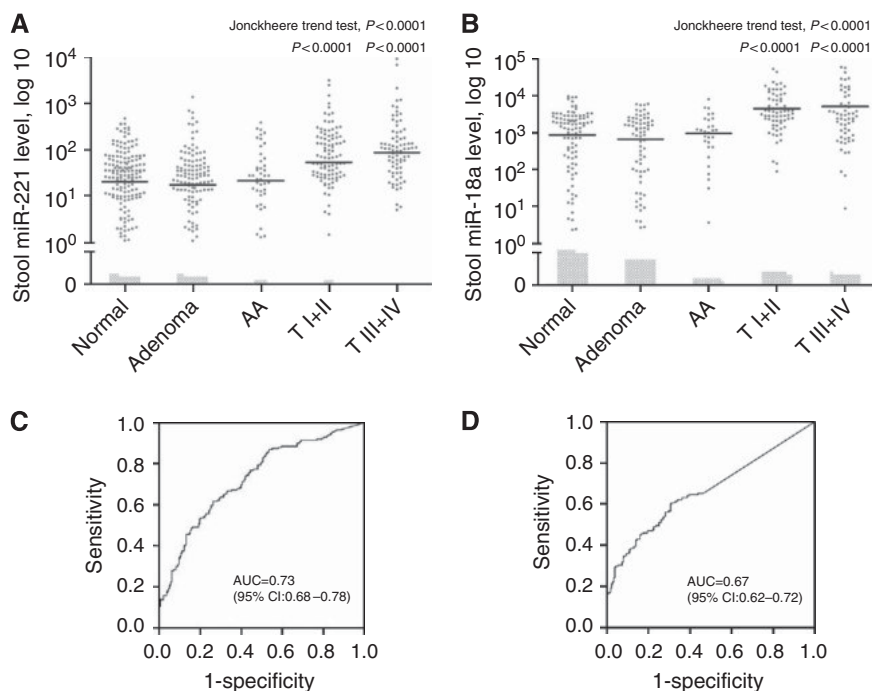 A
Jonckheere trend test, P<0.0001
P<0.0001 P<0.0001
Stool miR-221 level, log 10
10^4
10^3
10^2
10^1
10^0
0
Normal
Adenoma
AA
T I+II
T III+IV
B
Jonckheere trend test, P<0.0001
P<0.0001 P<0.0001
Stool miR-18a level, log 10
10^5
10^4
10^3
10^2
10^1
10^0
0
Normal
Adenoma
AA
T I+II
T III+IV
C
Sensitivity
1.0
0.8
0.6
0.4
0.2
0.0
AUC=0.73
(95% CI:0.68–0.78)
0.0 0.2 0.4 0.6 0.8 1.0
1-specificity
D
Sensitivity
1.0
0.8
0.6
0.4
0.2
0.0
AUC=0.67
(95% CI:0.62–0.72)
0.0 0.2 0.4 0.6 0.8 1.0
1-specificity